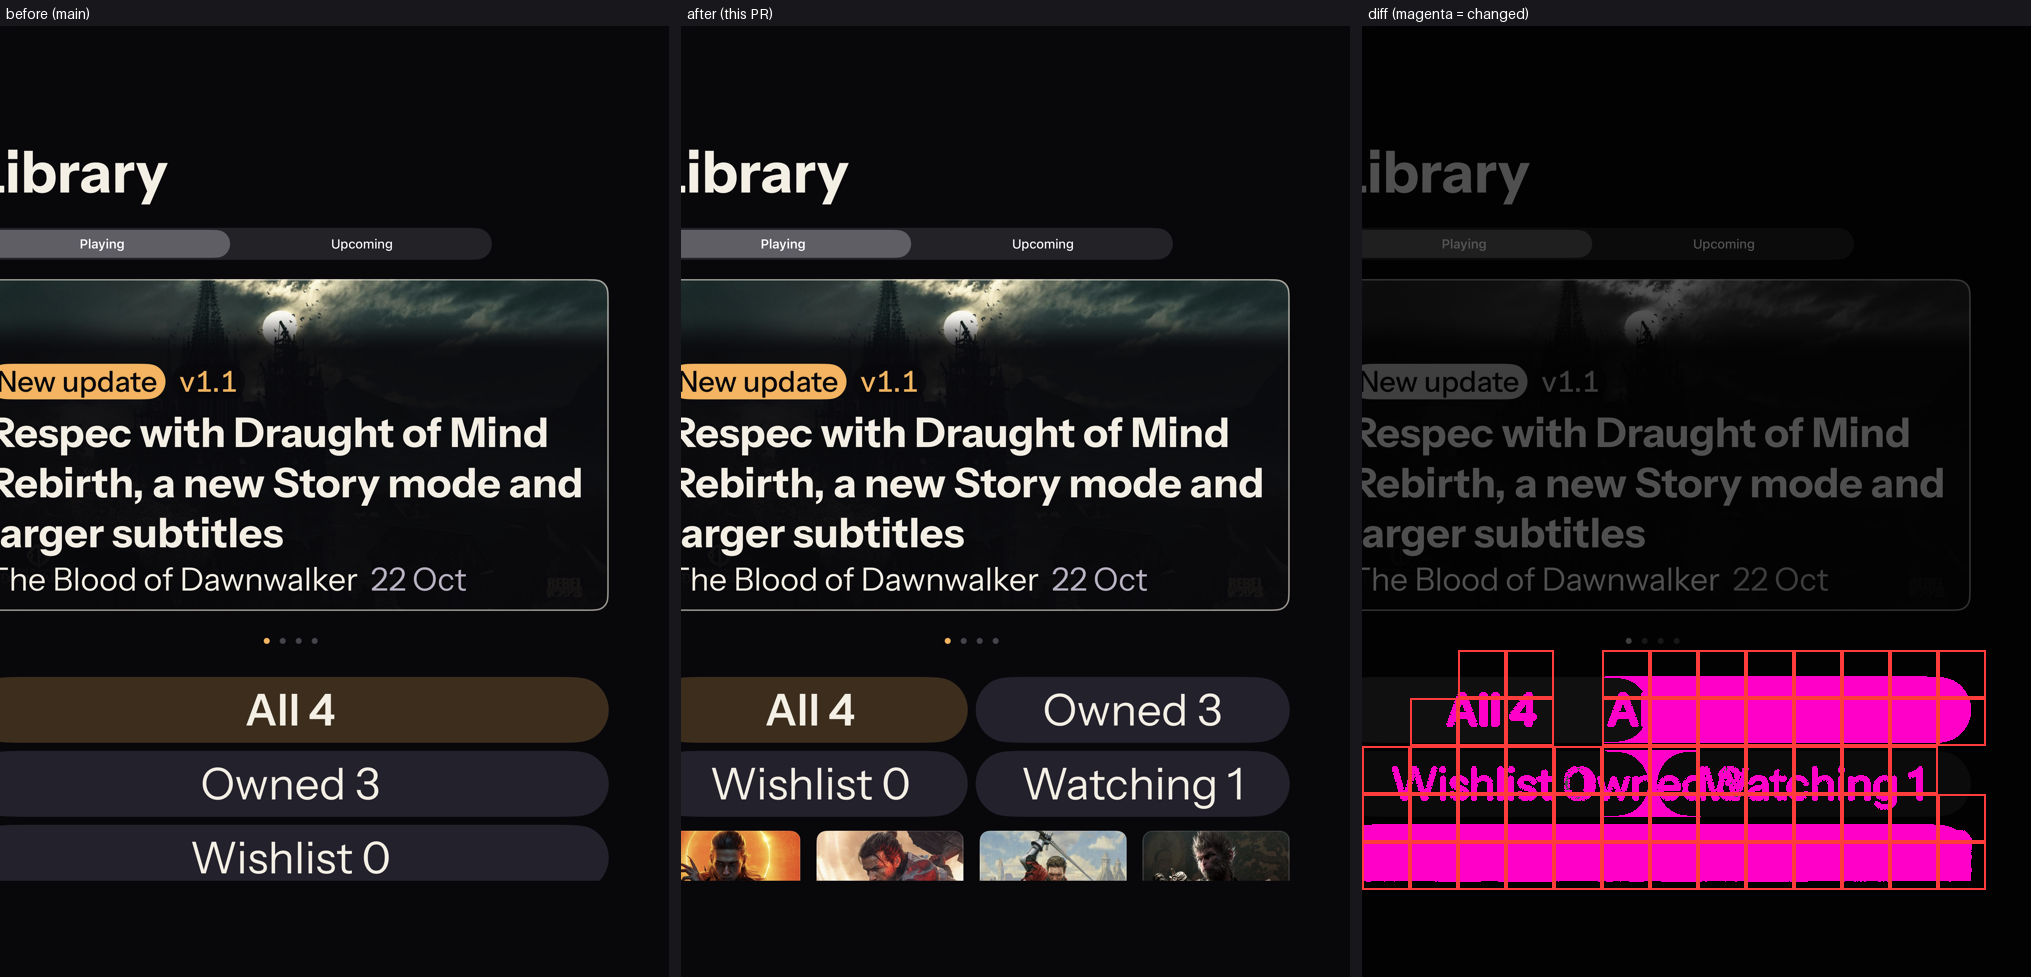 before (main)
ibrary
Playing Upcoming
New update v1.1
Respec with Draught of Mind
Rebirth, a new Story mode and
arger subtitles
The Blood of Dawnwalker 22 Oct
All 4
Owned 3
Wishlist 0
after (this PR)
ibrary
Playing Upcoming
New update v1.1
Respec with Draught of Mind
Rebirth, a new Story mode and
arger subtitles
The Blood of Dawnwalker 22 Oct
All 4 Owned 3
Wishlist 0 Watching 1
diff (magenta = changed)
ibrary
Playing Upcoming
New update v1.1
Respec with Draught of Mind
Rebirth, a new Story mode and
arger subtitles
The Blood of Dawnwalker 22 Oct
All 4
Wishlist Owned Watching 1